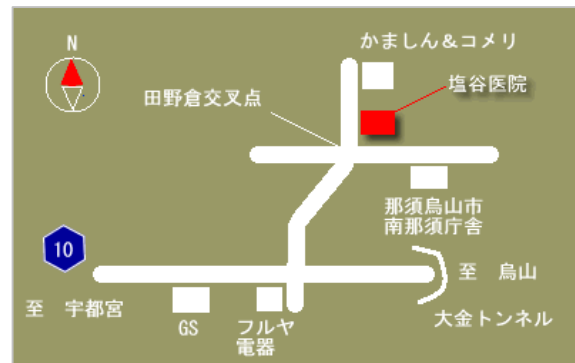 N
かましん&コメリ
塩谷医院
田野倉交叉点
那須烏山市
南那須庁舎
10
至 烏山
至 宇都宮
大金トンネル
GS
フルヤ
電器